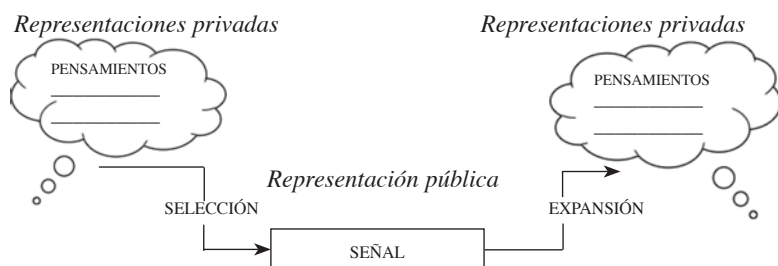 Representaciones privadas
Representaciones privadas
PENSAMIENTOS
PENSAMIENTOS
Representación pública
SELECCIÓN
EXPANSIÓN
SEÑAL